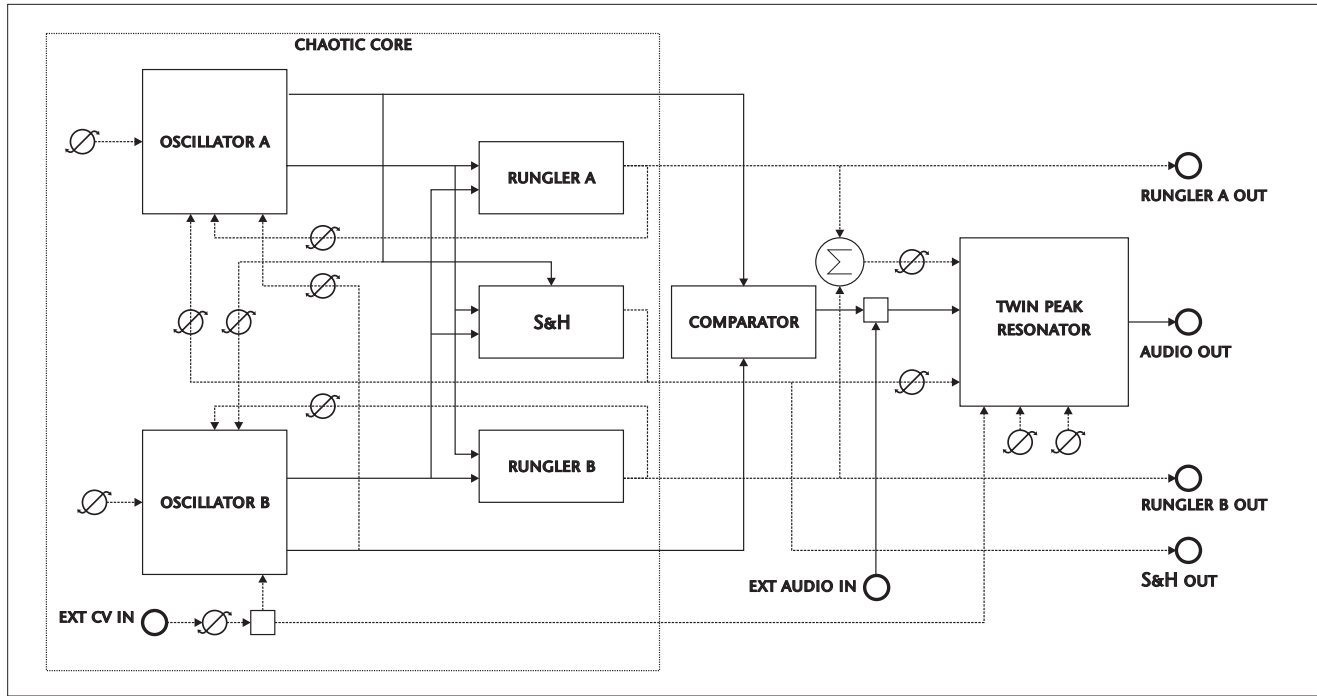 CHAOTIC CORE
OSCILLATOR A
RUNGLER A
RUNGLER A OUT
Σ
S&H
COMPARATOR
TWIN PEAK
RESONATOR
AUDIO OUT
OSCILLATOR B
RUNGLER B
RUNGLER B OUT
EXT AUDIO IN
S&H OUT
EXT CV IN